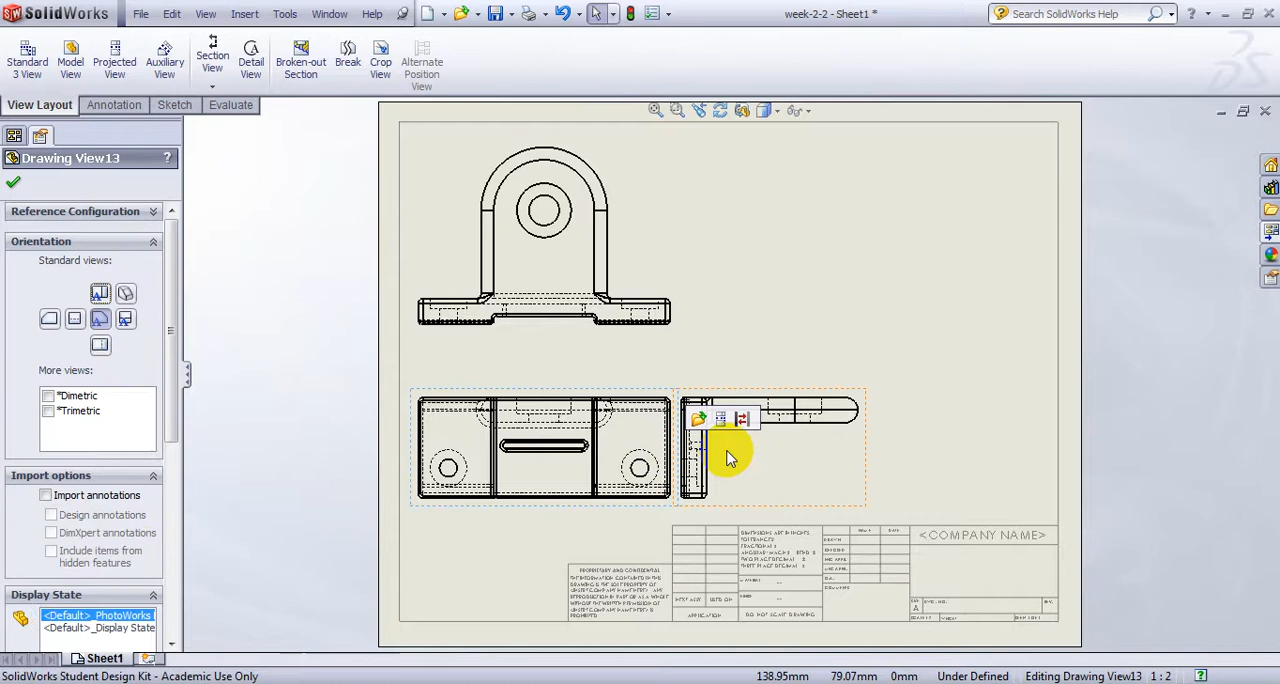 SolidWorks
File Edit View Insert Tools Window Help
week-2-2 - Sheet1 *
Search SolidWorks Help
Standard 3 View
Model View
Projected View
Auxiliary View
Section View
Detail View
Broken-out Section
Break
Crop View
Alternate Position View
View Layout Annotation Sketch Evaluate
Drawing View13 ?
Reference Configuration
Orientation
Standard views:
More views:
*Dimetric
*Trimetric
Import options
Import annotations
Design annotations
DimXpert annotations
Include items from
hidden features
Display State
<Default>_PhotoWorks
<Default>_Display State
<COMPANY NAME>
PROPRIETARY AND CONFIDENTIAL
APPLICATION
DO NOT SCALE DRAWING
A
Sheet1
SolidWorks Student Design Kit - Academic Use Only
138.95mm 79.07mm 0mm Under Defined Editing Drawing View13 1 : 2